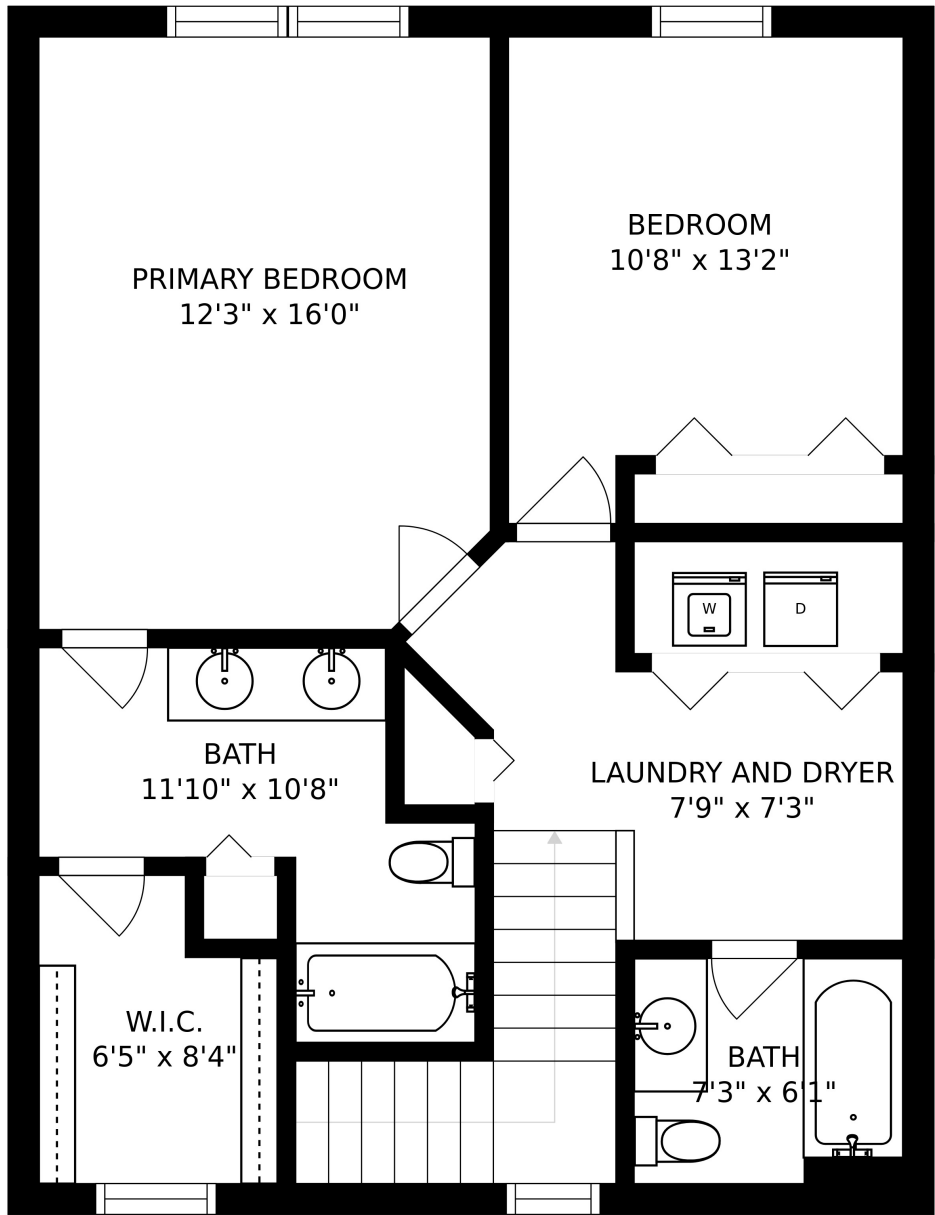 BEDROOM
10'8" x 13'2"
PRIMARY BEDROOM
12'3" x 16'0"
W
D
BATH
11'10" x 10'8"
LAUNDRY AND DRYER
7'9" x 7'3"
W.I.C.
6'5" x 8'4"
BATH
7'3" x 6'1"